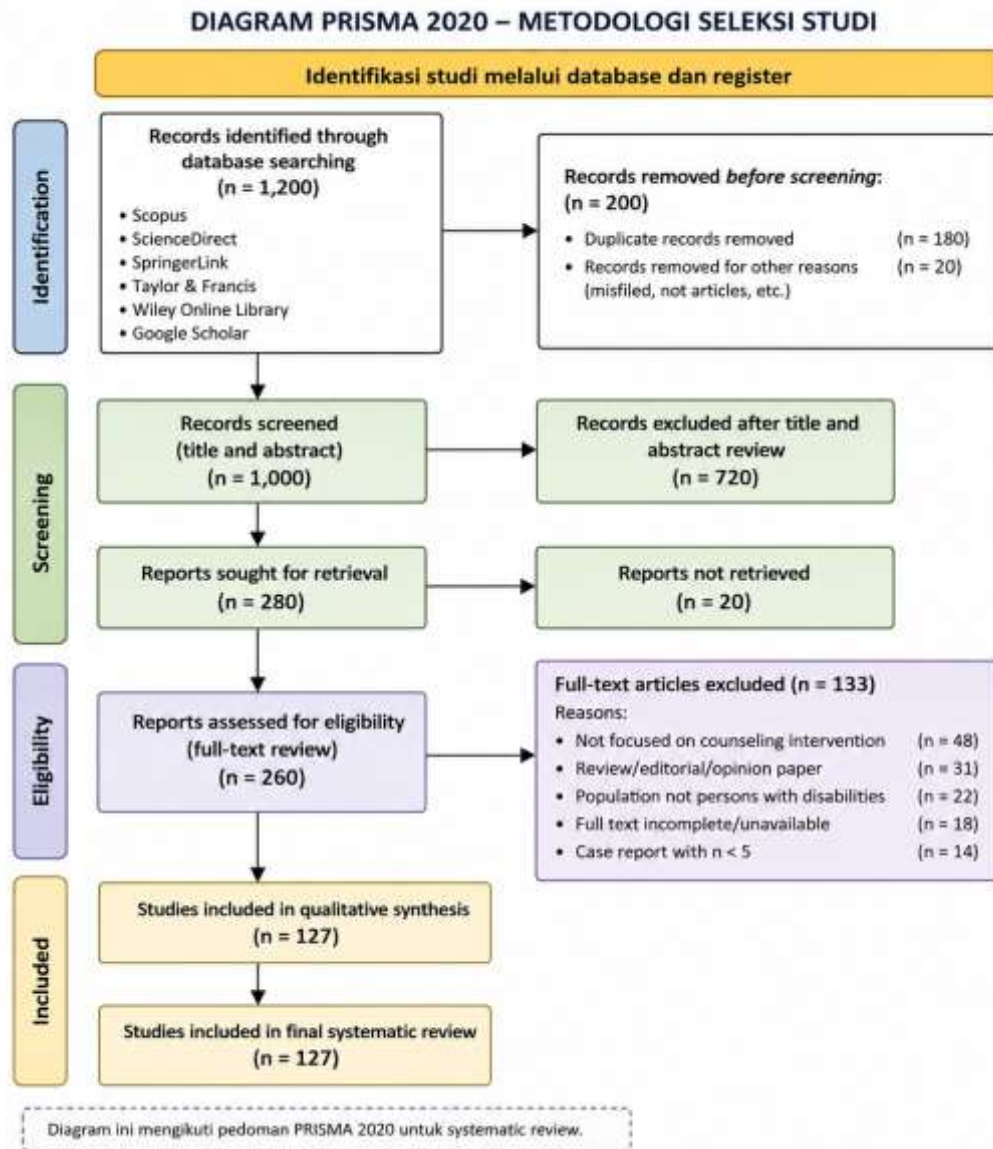 DIAGRAM PRISMA 2020 – METODOLOGI SELEKSI STUDI
Identifikasi studi melalui database dan register
Identification
Records identified through
database searching
(n = 1,200)
• Scopus
• ScienceDirect
• SpringerLink
• Taylor & Francis
• Wiley Online Library
• Google Scholar
Records removed before screening:
(n = 200)
• Duplicate records removed (n = 180)
• Records removed for other reasons (n = 20)
(misfiled, not articles, etc.)
Screening
Records screened
(title and abstract)
(n = 1,000)
Records excluded after title and
abstract review
(n = 720)
Reports sought for retrieval
(n = 280)
Reports not retrieved
(n = 20)
Eligibility
Reports assessed for eligibility
(full-text review)
(n = 260)
Full-text articles excluded (n = 133)
Reasons:
• Not focused on counseling intervention (n = 48)
• Review/editorial/opinion paper (n = 31)
• Population not persons with disabilities (n = 22)
• Full text incomplete/unavailable (n = 18)
• Case report with n < 5 (n = 14)
Included
Studies included in qualitative synthesis
(n = 127)
Studies included in final systematic review
(n = 127)
Diagram ini mengikuti pedoman PRISMA 2020 untuk systematic review.